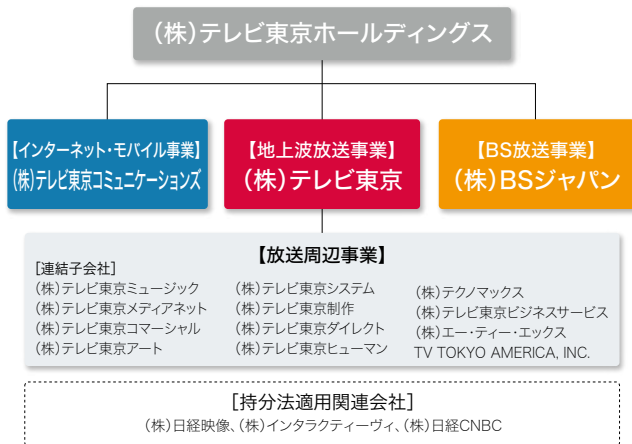 (株)テレビ東京ホールディングス
【インターネット・モバイル事業】
(株)テレビ東京コミュニケーションズ
【地上波放送事業】
(株)テレビ東京
【BS放送事業】
(株)BSジャパン
【放送周辺事業】
[連結子会社]
(株)テレビ東京ミュージック
(株)テレビ東京メディアネット
(株)テレビ東京コマーシャル
(株)テレビ東京アート
(株)テレビ東京システム
(株)テレビ東京制作
(株)テレビ東京ダイレクト
(株)テレビ東京ヒューマン
(株)テクノマックス
(株)テレビ東京ビジネスサービス
(株)エー・ティー・エックス
TV TOKYO AMERICA, INC.
[持分法適用関連会社]
(株)日経映像、(株)インタラクティーヴィ、(株)日経CNBC